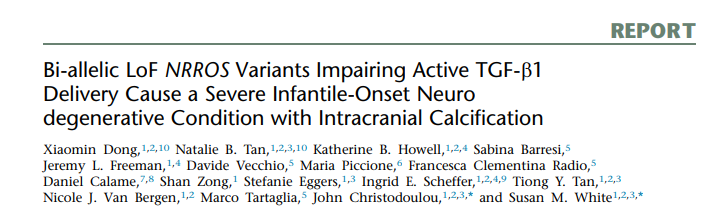 REPORT
Bi-allelic LoF NRROS Variants Impairing Active TGF-β1
Delivery Cause a Severe Infantile-Onset Neuro
degenerative Condition with Intracranial Calcification
Xiaomin Dong,1,2,10 Natalie B. Tan,1,2,3,10 Katherine B. Howell,1,2,4 Sabina Barresi,5
Jeremy L. Freeman,1,4 Davide Vecchio,5 Maria Piccione,6 Francesca Clementina Radio,5
Daniel Calame,7,8 Shan Zong,1 Stefanie Eggers,1,3 Ingrid E. Scheffer,1,2,4,9 Tiong Y. Tan,1,2,3
Nicole J. Van Bergen,1,2 Marco Tartaglia,5 John Christodoulou,1,2,3,* and Susan M. White1,2,3,*